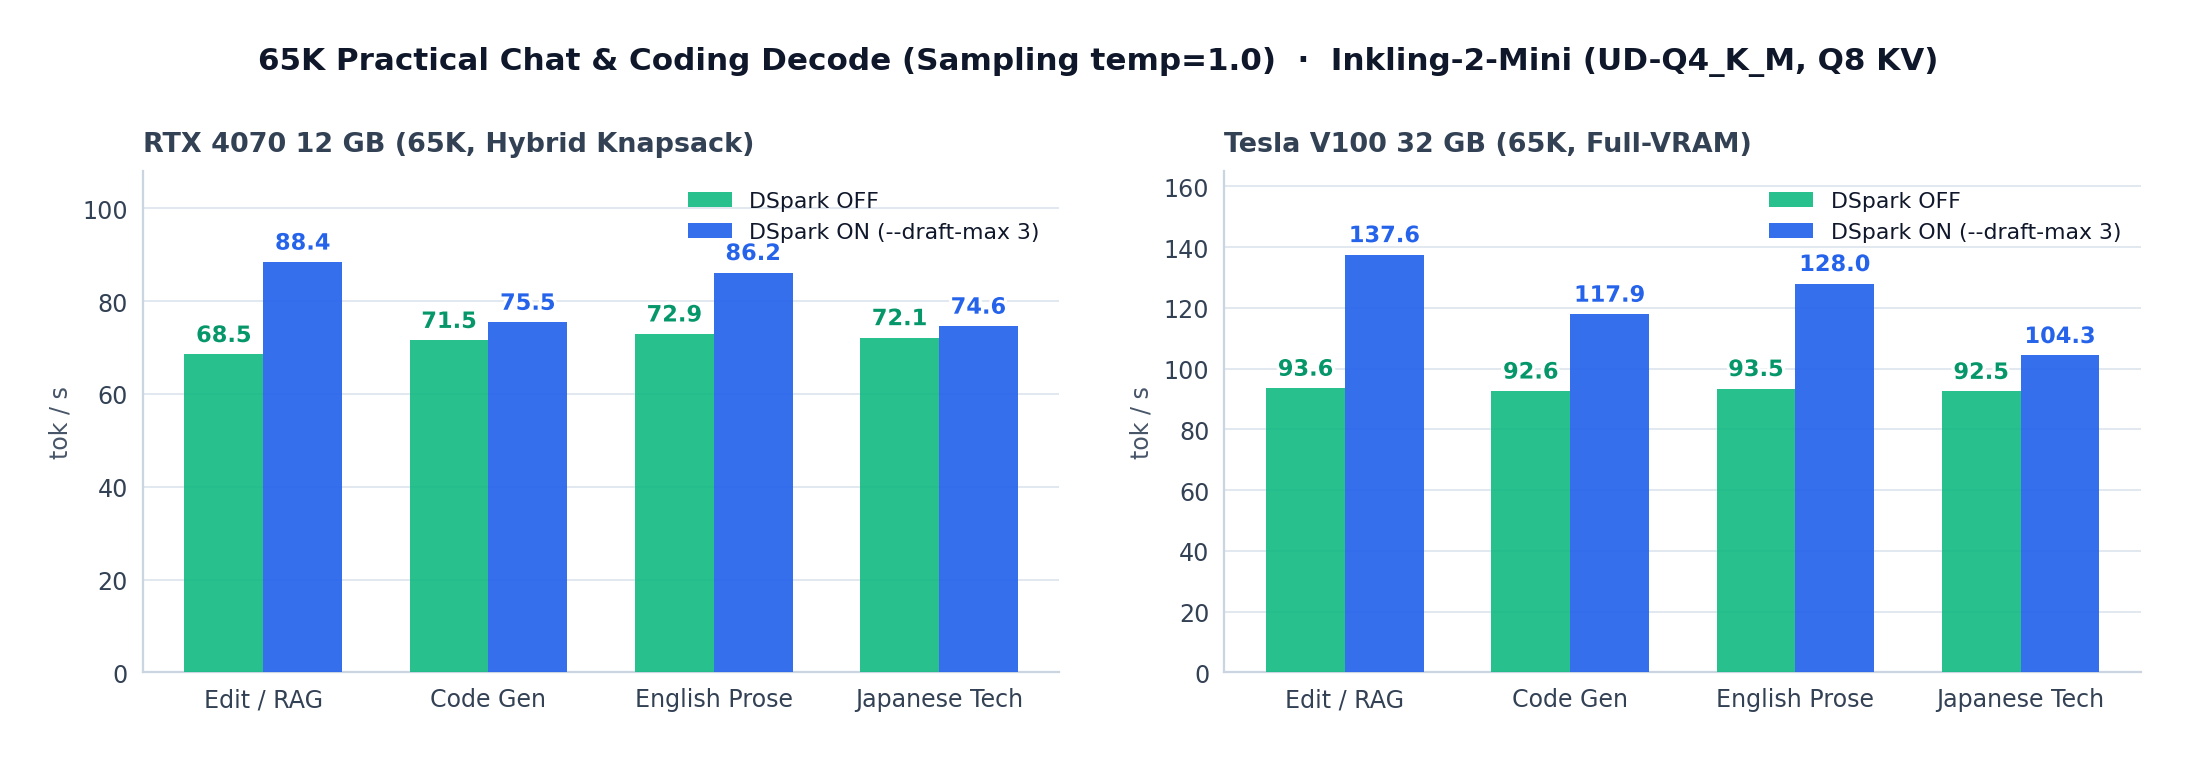 65K Practical Chat & Coding Decode (Sampling temp=1.0) · Inkling-2-Mini (UD-Q4_K_M, Q8 KV)
RTX 4070 12 GB (65K, Hybrid Knapsack)
DSpark OFF
DSpark ON (--draft-max 3)
tok / s
100
80
60
40
20
0
68.5
88.4
71.5
75.5
72.9
86.2
72.1
74.6
Edit / RAG
Code Gen
English Prose
Japanese Tech
Tesla V100 32 GB (65K, Full-VRAM)
DSpark OFF
DSpark ON (--draft-max 3)
tok / s
160
140
120
100
80
60
40
20
0
93.6
137.6
92.6
117.9
93.5
128.0
92.5
104.3
Edit / RAG
Code Gen
English Prose
Japanese Tech